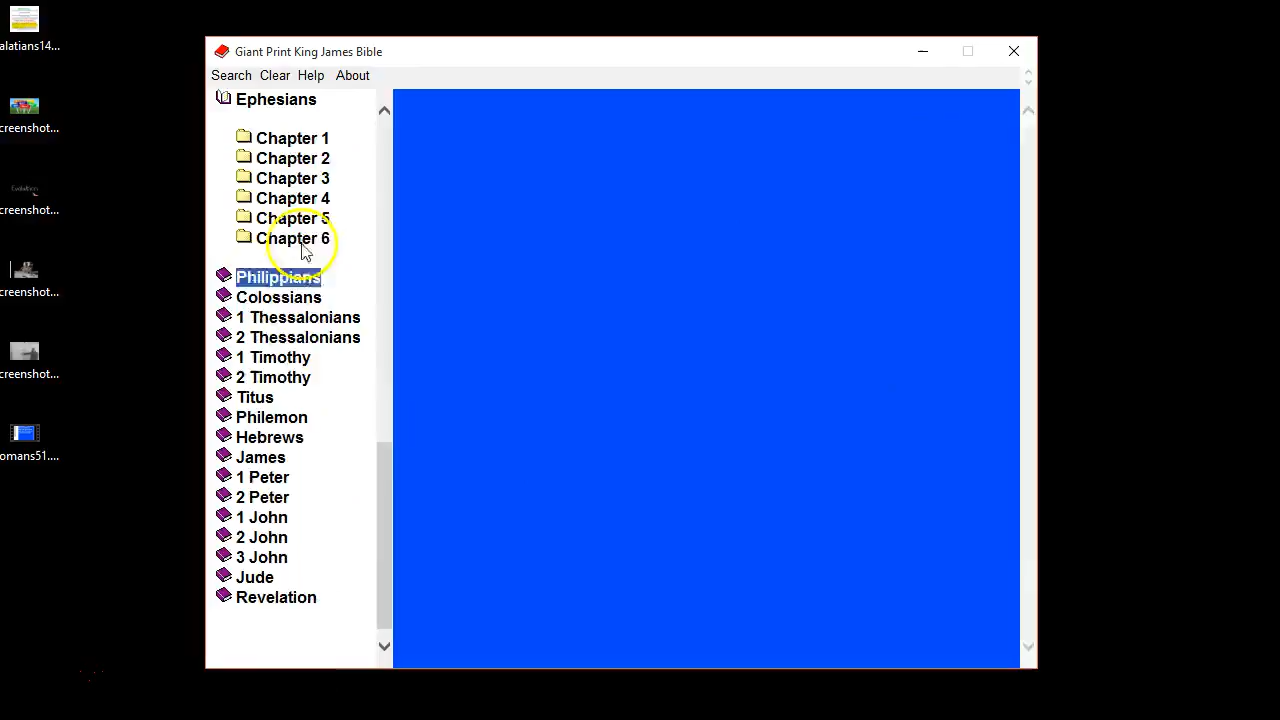 alatians14...
creenshot...
creenshot...
creenshot...
creenshot...
omans51....
Giant Print King James Bible
Search Clear Help About
Ephesians
Chapter 1
Chapter 2
Chapter 3
Chapter 4
Chapter 5
Chapter 6
Philippians
Colossians
1 Thessalonians
2 Thessalonians
1 Timothy
2 Timothy
Titus
Philemon
Hebrews
James
1 Peter
2 Peter
1 John
2 John
3 John
Jude
Revelation